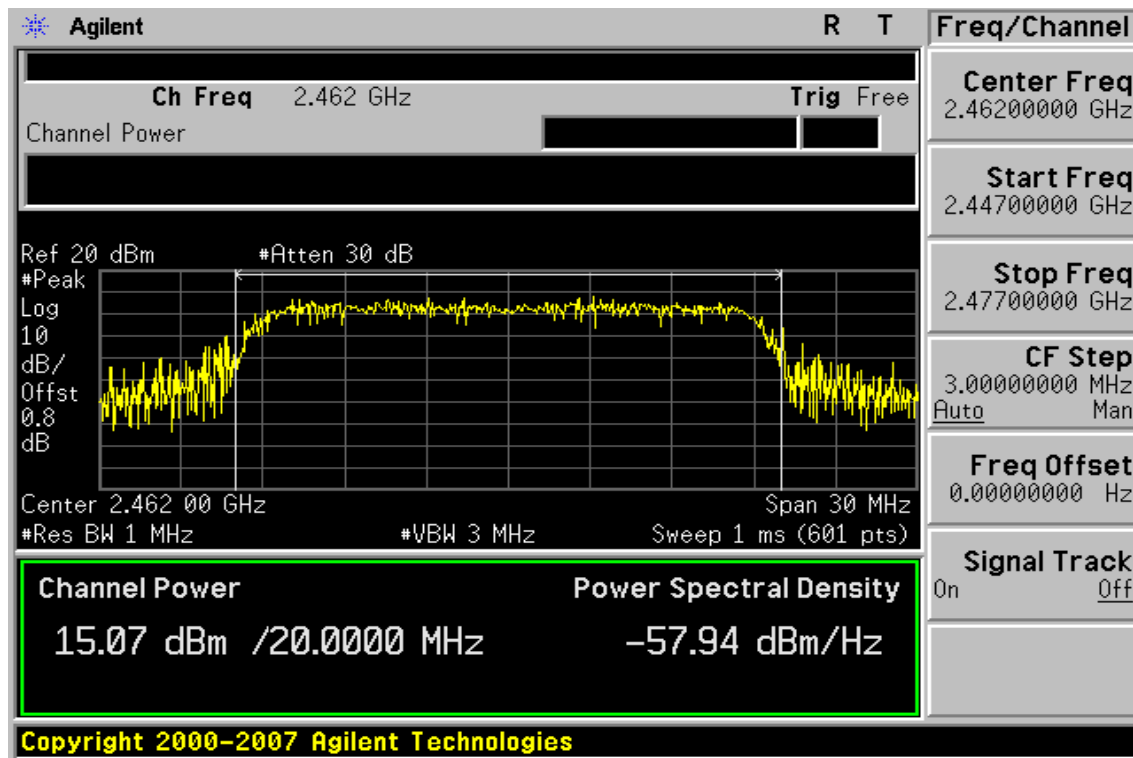 Agilent R T
Ch Freq 2.462 GHz Trig Free
Channel Power
Ref 20 dBm #Atten 30 dB
#Peak
Log
10
dB/
Offst
0.8
dB
Center 2.462 00 GHz Span 30 MHz
#Res BW 1 MHz #VBW 3 MHz Sweep 1 ms (601 pts)
Channel Power Power Spectral Density
15.07 dBm /20.0000 MHz -57.94 dBm/Hz
Copyright 2000-2007 Agilent Technologies
Freq/Channel
Center Freq
2.46200000 GHz
Start Freq
2.44700000 GHz
Stop Freq
2.47700000 GHz
CF Step
3.00000000 MHz
Auto Man
Freq Offset
0.00000000 Hz
Signal Track
On Off